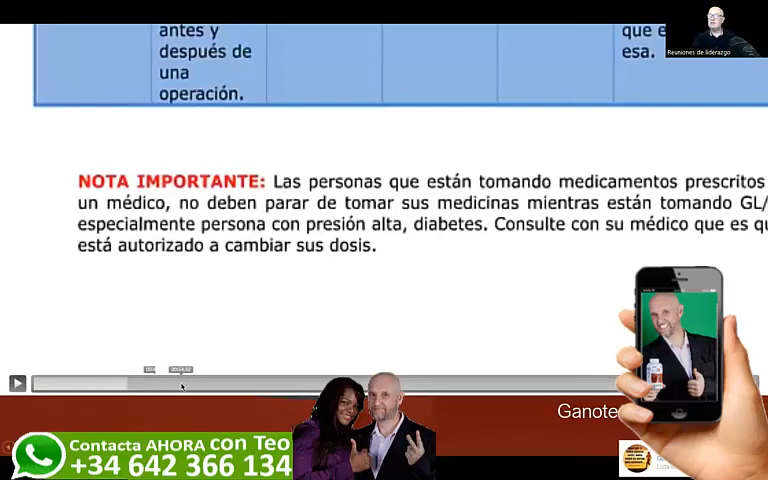 antes y
después de
una
operación.
que e
esa.
Reuniones de liderazgo
NOTA IMPORTANTE: Las personas que están tomando medicamentos prescritos
un médico, no deben parar de tomar sus medicinas mientras están tomando GL/
especialmente persona con presión alta, diabetes. Consulte con su médico que es qu
está autorizado a cambiar sus dosis.
Ganote
Contacta AHORA con Teo
+34 642 366 134